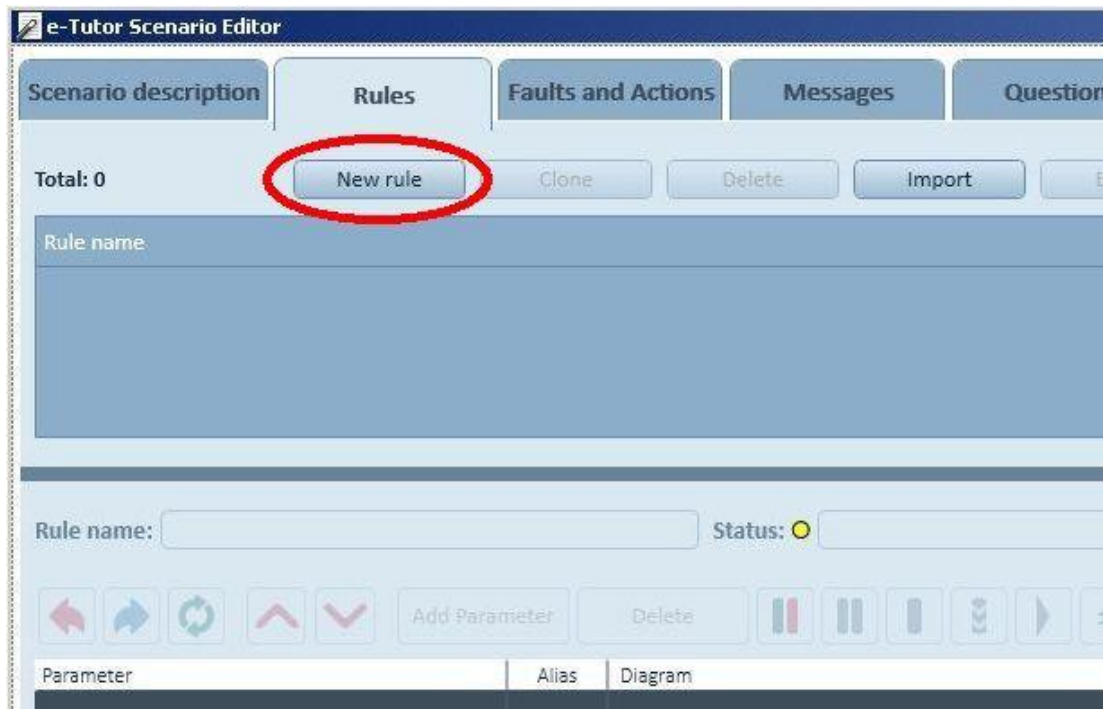 e-Tutor Scenario Editor
Scenario description Rules Faults and Actions Messages Question
Total: 0 New rule Clone Delete Import
Rule name
Rule name: Status:
Add Parameter Delete
Parameter Alias Diagram